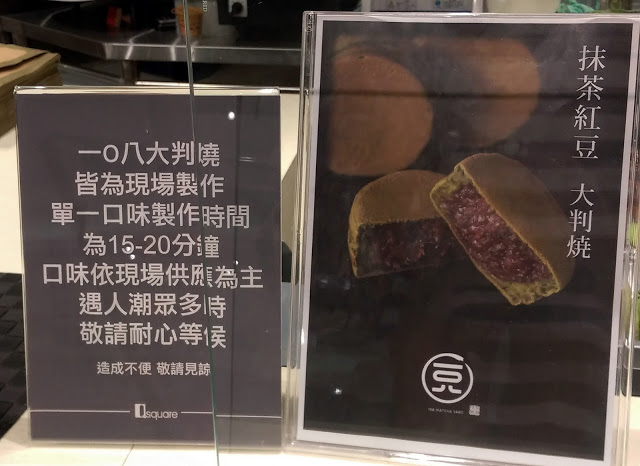 一o八大判燒
皆為現場製作
單一口味製作時間
為15-20分鐘
口味依現場供應為主
遇人潮眾多時
敬請耐心等候
造成不便 敬請見諒
Qsquare
抹茶紅豆 大判燒
108 MATCHA SARO